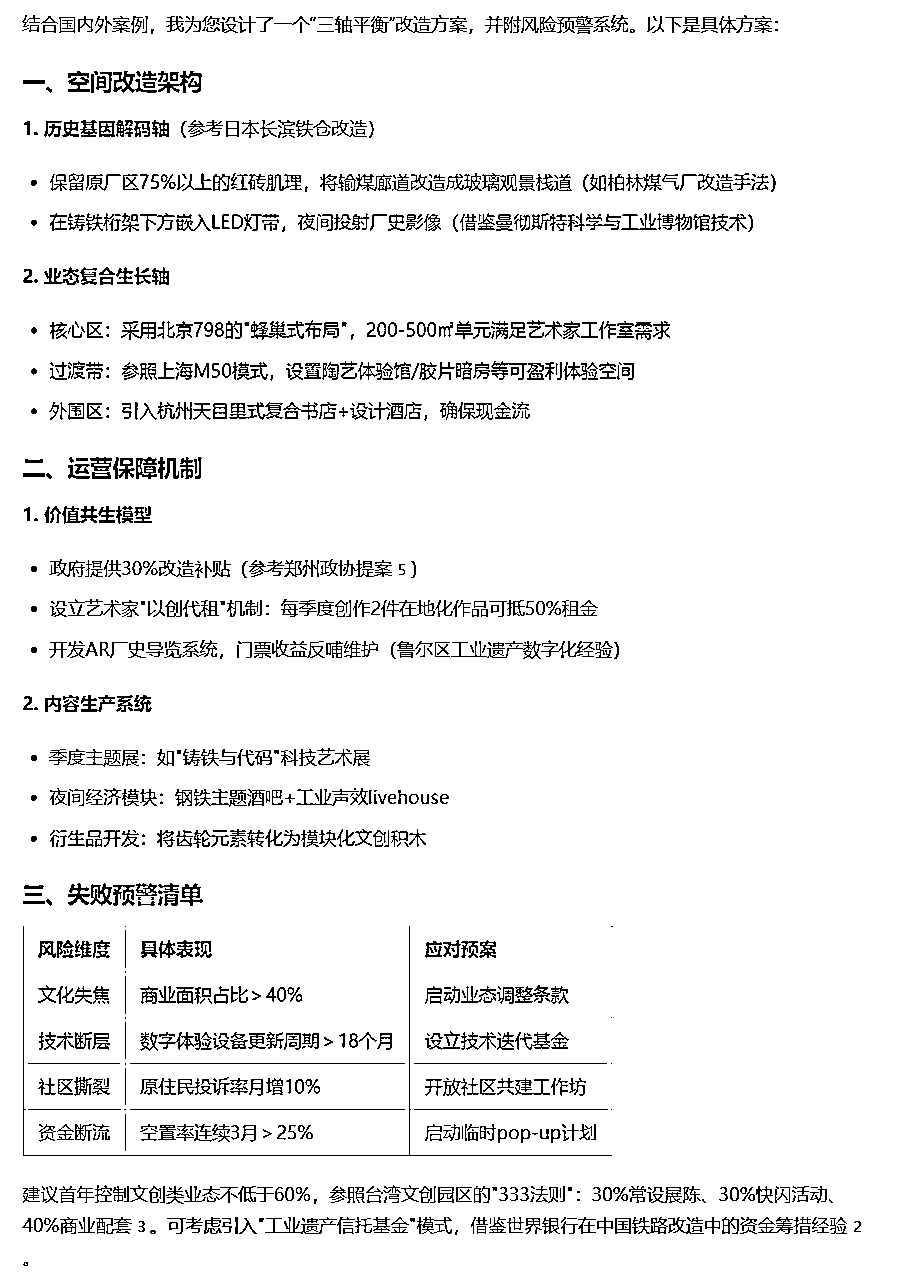 结合国内外案例，我为您设计了一个“三轴平衡”改造方案，并附风险预警系统。以下是具体方案：
一、空间改造架构
1. 历史基因解码轴（参考日本长滨铁仓改造）
• 保留原厂区75%以上的红砖肌理，将输煤廊道改造成玻璃观景栈道（如柏林煤气厂改造手法）
• 在铸铁桁架下方嵌入LED灯带，夜间投射厂史影像（借鉴曼彻斯特科学与工业博物馆技术）
2. 业态复合生长轴
• 核心区：采用北京798的"蜂巢式布局"，200-500㎡单元满足艺术家工作室需求
• 过渡带：参照上海M50模式，设置陶艺体验馆/胶片暗房等可盈利体验空间
• 外围区：引入杭州天目里式复合书店+设计酒店，确保现金流
二、运营保障机制
1. 价值共生模型
• 政府提供30%改造补贴（参考郑州政协提案 5 ）
• 设立艺术家"以创代租"机制：每季度创作2件在地化作品可抵50%租金
• 开发AR厂史导览系统，门票收益反哺维护（鲁尔区工业遗产数字化经验）
2. 内容生产系统
• 季度主题展：如"铸铁与代码"科技艺术展
• 夜间经济模块：钢铁主题酒吧+工业声效livehouse
• 衍生品开发：将齿轮元素转化为模块化文创积木
三、失败预警清单
风险维度 具体表现 应对预案
文化失焦 商业面积占比＞40% 启动业态调整条款
技术断层 数字体验设备更新周期＞18个月 设立技术迭代基金
社区撕裂 原住民投诉率月增10% 开放社区共建工作坊
资金断流 空置率连续3月＞25% 启动临时pop-up计划
建议首年控制文创类业态不低于60%，参照台湾文创园区的"333法则"：30%常设展陈、30%快闪活动、
40%商业配套 3 。可考虑引入"工业遗产信托基金"模式，借鉴世界银行在中国铁路改造中的资金筹措经验 2
。